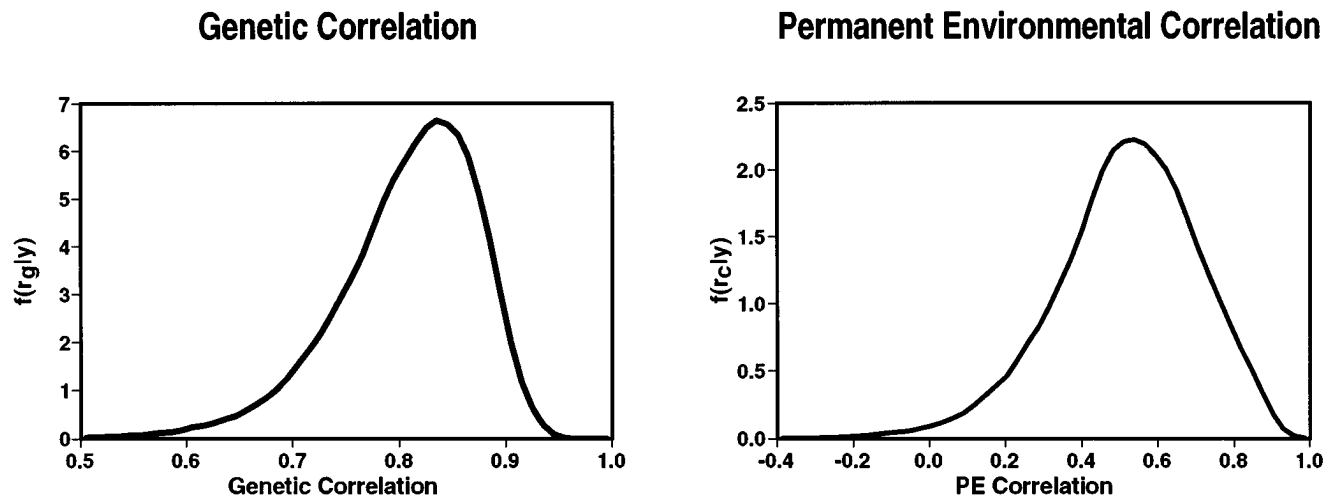 Genetic Correlation
7
6
5
4
3
2
1
0
f(rg|y)
0.5 0.6 0.7 0.8 0.9 1.0
Genetic Correlation
Permanent Environmental Correlation
2.5
2.0
1.5
1.0
0.5
0.0
f(rc|y)
-0.4 -0.2 0.0 0.2 0.4 0.6 0.8 1.0
PE Correlation